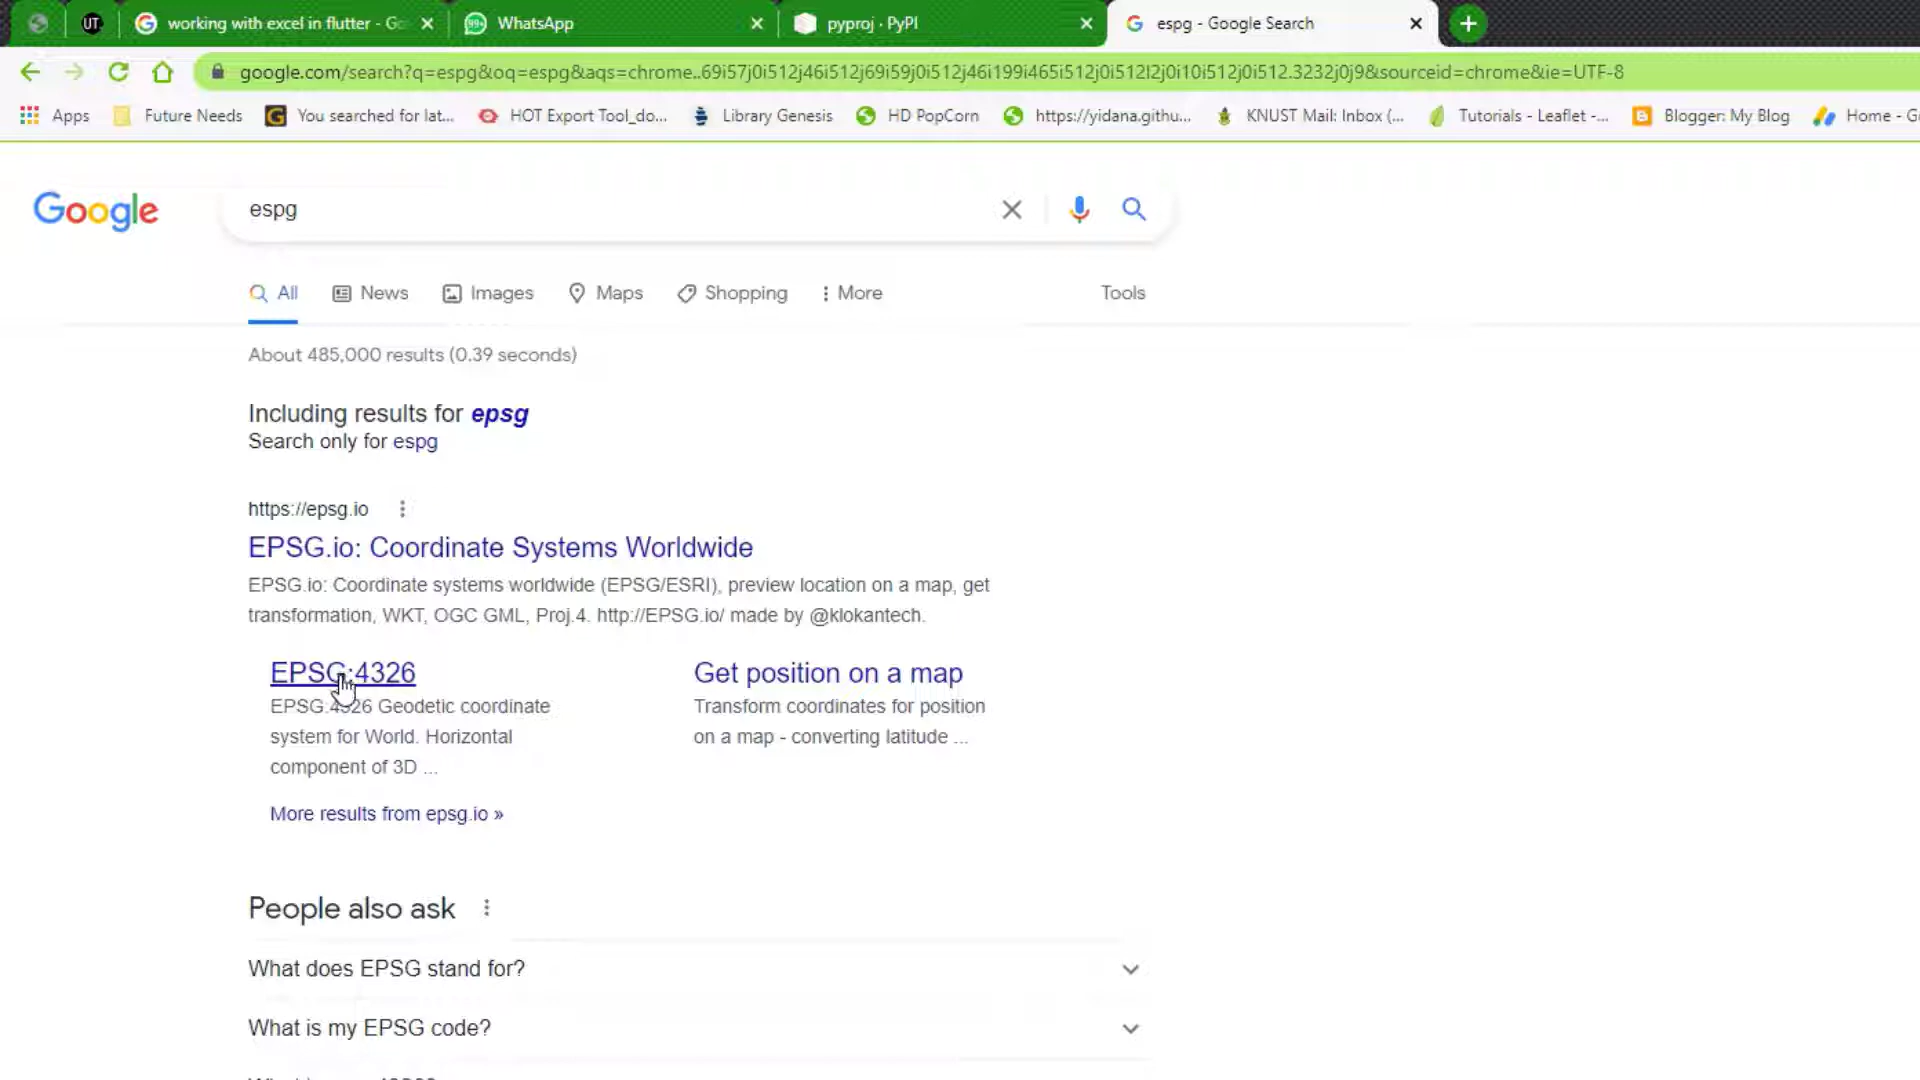 UT
working with excel in flutter - Go
99+
WhatsApp
pyproj · PyPI
espg - Google Search
google.com/search?q=espg&oq=espg&aqs=chrome..69i57j0i512j46i512j69i59j0i512j46i199i465i512j0i512l2j0i10i512j0i512.3232j0j9&sourceid=chrome&ie=UTF-8
Apps
Future Needs
You searched for lat...
HOT Export Tool_do...
Library Genesis
HD PopCorn
https://yidana.githu...
KNUST Mail: Inbox (...
Tutorials - Leaflet -...
Blogger: My Blog
Home - G
Google
espg
All
News
Images
Maps
Shopping
More
Tools
About 485,000 results (0.39 seconds)
Including results for epsg
Search only for espg
https://epsg.io
EPSG.io: Coordinate Systems Worldwide
EPSG.io: Coordinate systems worldwide (EPSG/ESRI), preview location on a map, get
transformation, WKT, OGC GML, Proj.4. http://EPSG.io/ made by @klokantech.
EPSG:4326
EPSG:4326 Geodetic coordinate
system for World. Horizontal
component of 3D ...
Get position on a map
Transform coordinates for position
on a map - converting latitude ...
More results from epsg.io »
People also ask
What does EPSG stand for?
What is my EPSG code?